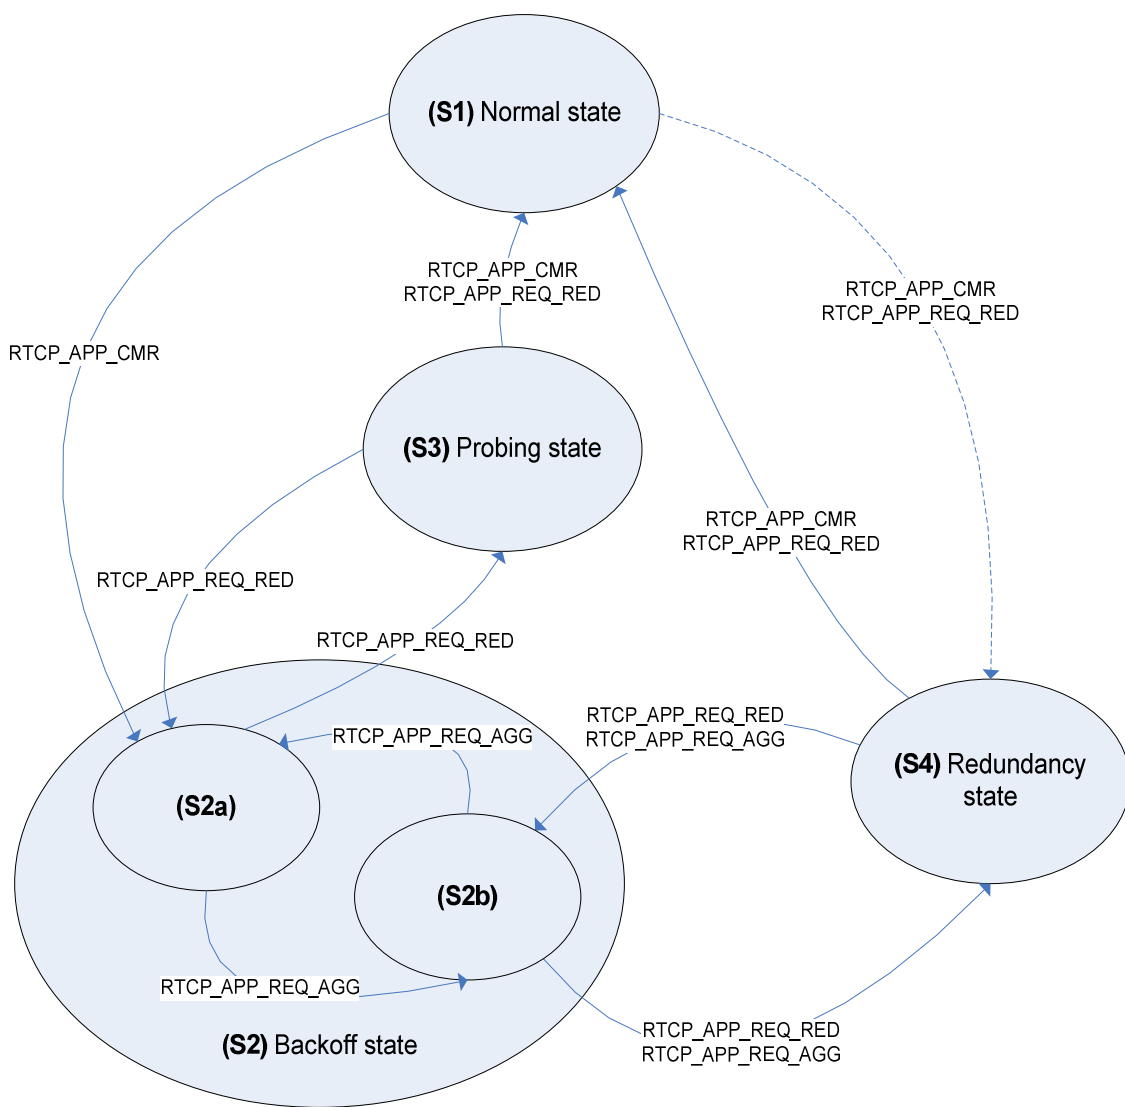 (S1) Normal state
RTCP_APP_CMR
RTCP_APP_REQ_RED
RTCP_APP_CMR
RTCP_APP_REQ_RED
RTCP_APP_CMR
(S3) Probing state
RTCP_APP_CMR
RTCP_APP_REQ_RED
RTCP_APP_REQ_RED
RTCP_APP_REQ_RED
RTCP_APP_REQ_RED
RTCP_APP_REQ_AGG
RTCP_APP_REQ_AGG
(S4) Redundancy
state
(S2a)
(S2b)
RTCP_APP_REQ_AGG
(S2) Backoff state
RTCP_APP_REQ_RED
RTCP_APP_REQ_AGG